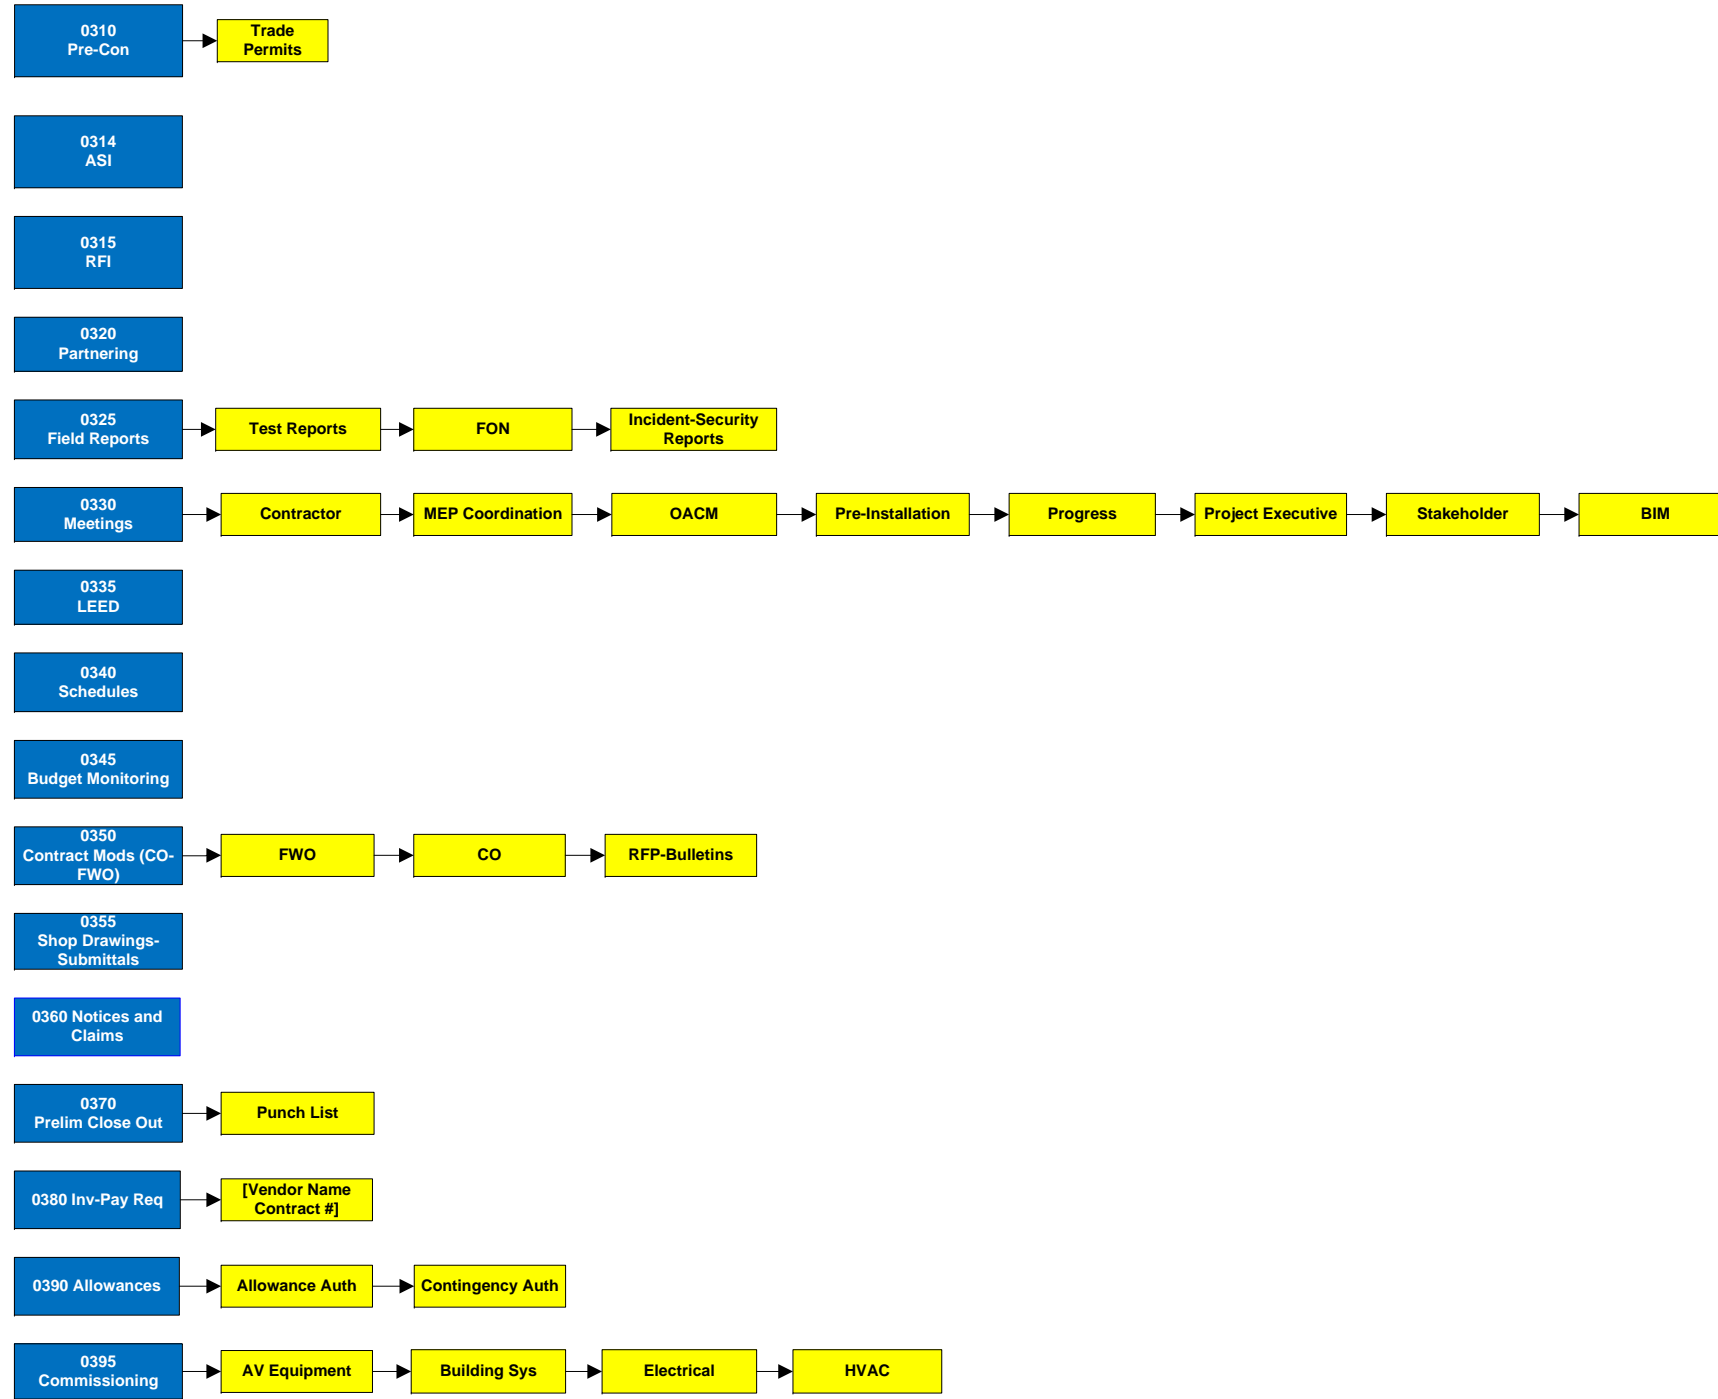 0310
Pre-Con
Trade
Permits
0314
ASI
0315
RFI
0320
Partnering
0325
Field Reports
Test Reports
FON
Incident-Security
Reports
0330
Meetings
Contractor
MEP Coordination
OACM
Pre-Installation
Progress
Project Executive
Stakeholder
BIM
0335
LEED
0340
Schedules
0345
Budget Monitoring
0350
Contract Mods (CO-
FWO)
FWO
CO
RFP-Bulletins
0355
Shop Drawings-
Submittals
0360 Notices and
Claims
0370
Prelim Close Out
Punch List
0380 Inv-Pay Req
[Vendor Name
Contract #]
0390 Allowances
Allowance Auth
Contingency Auth
0395
Commissioning
AV Equipment
Building Sys
Electrical
HVAC